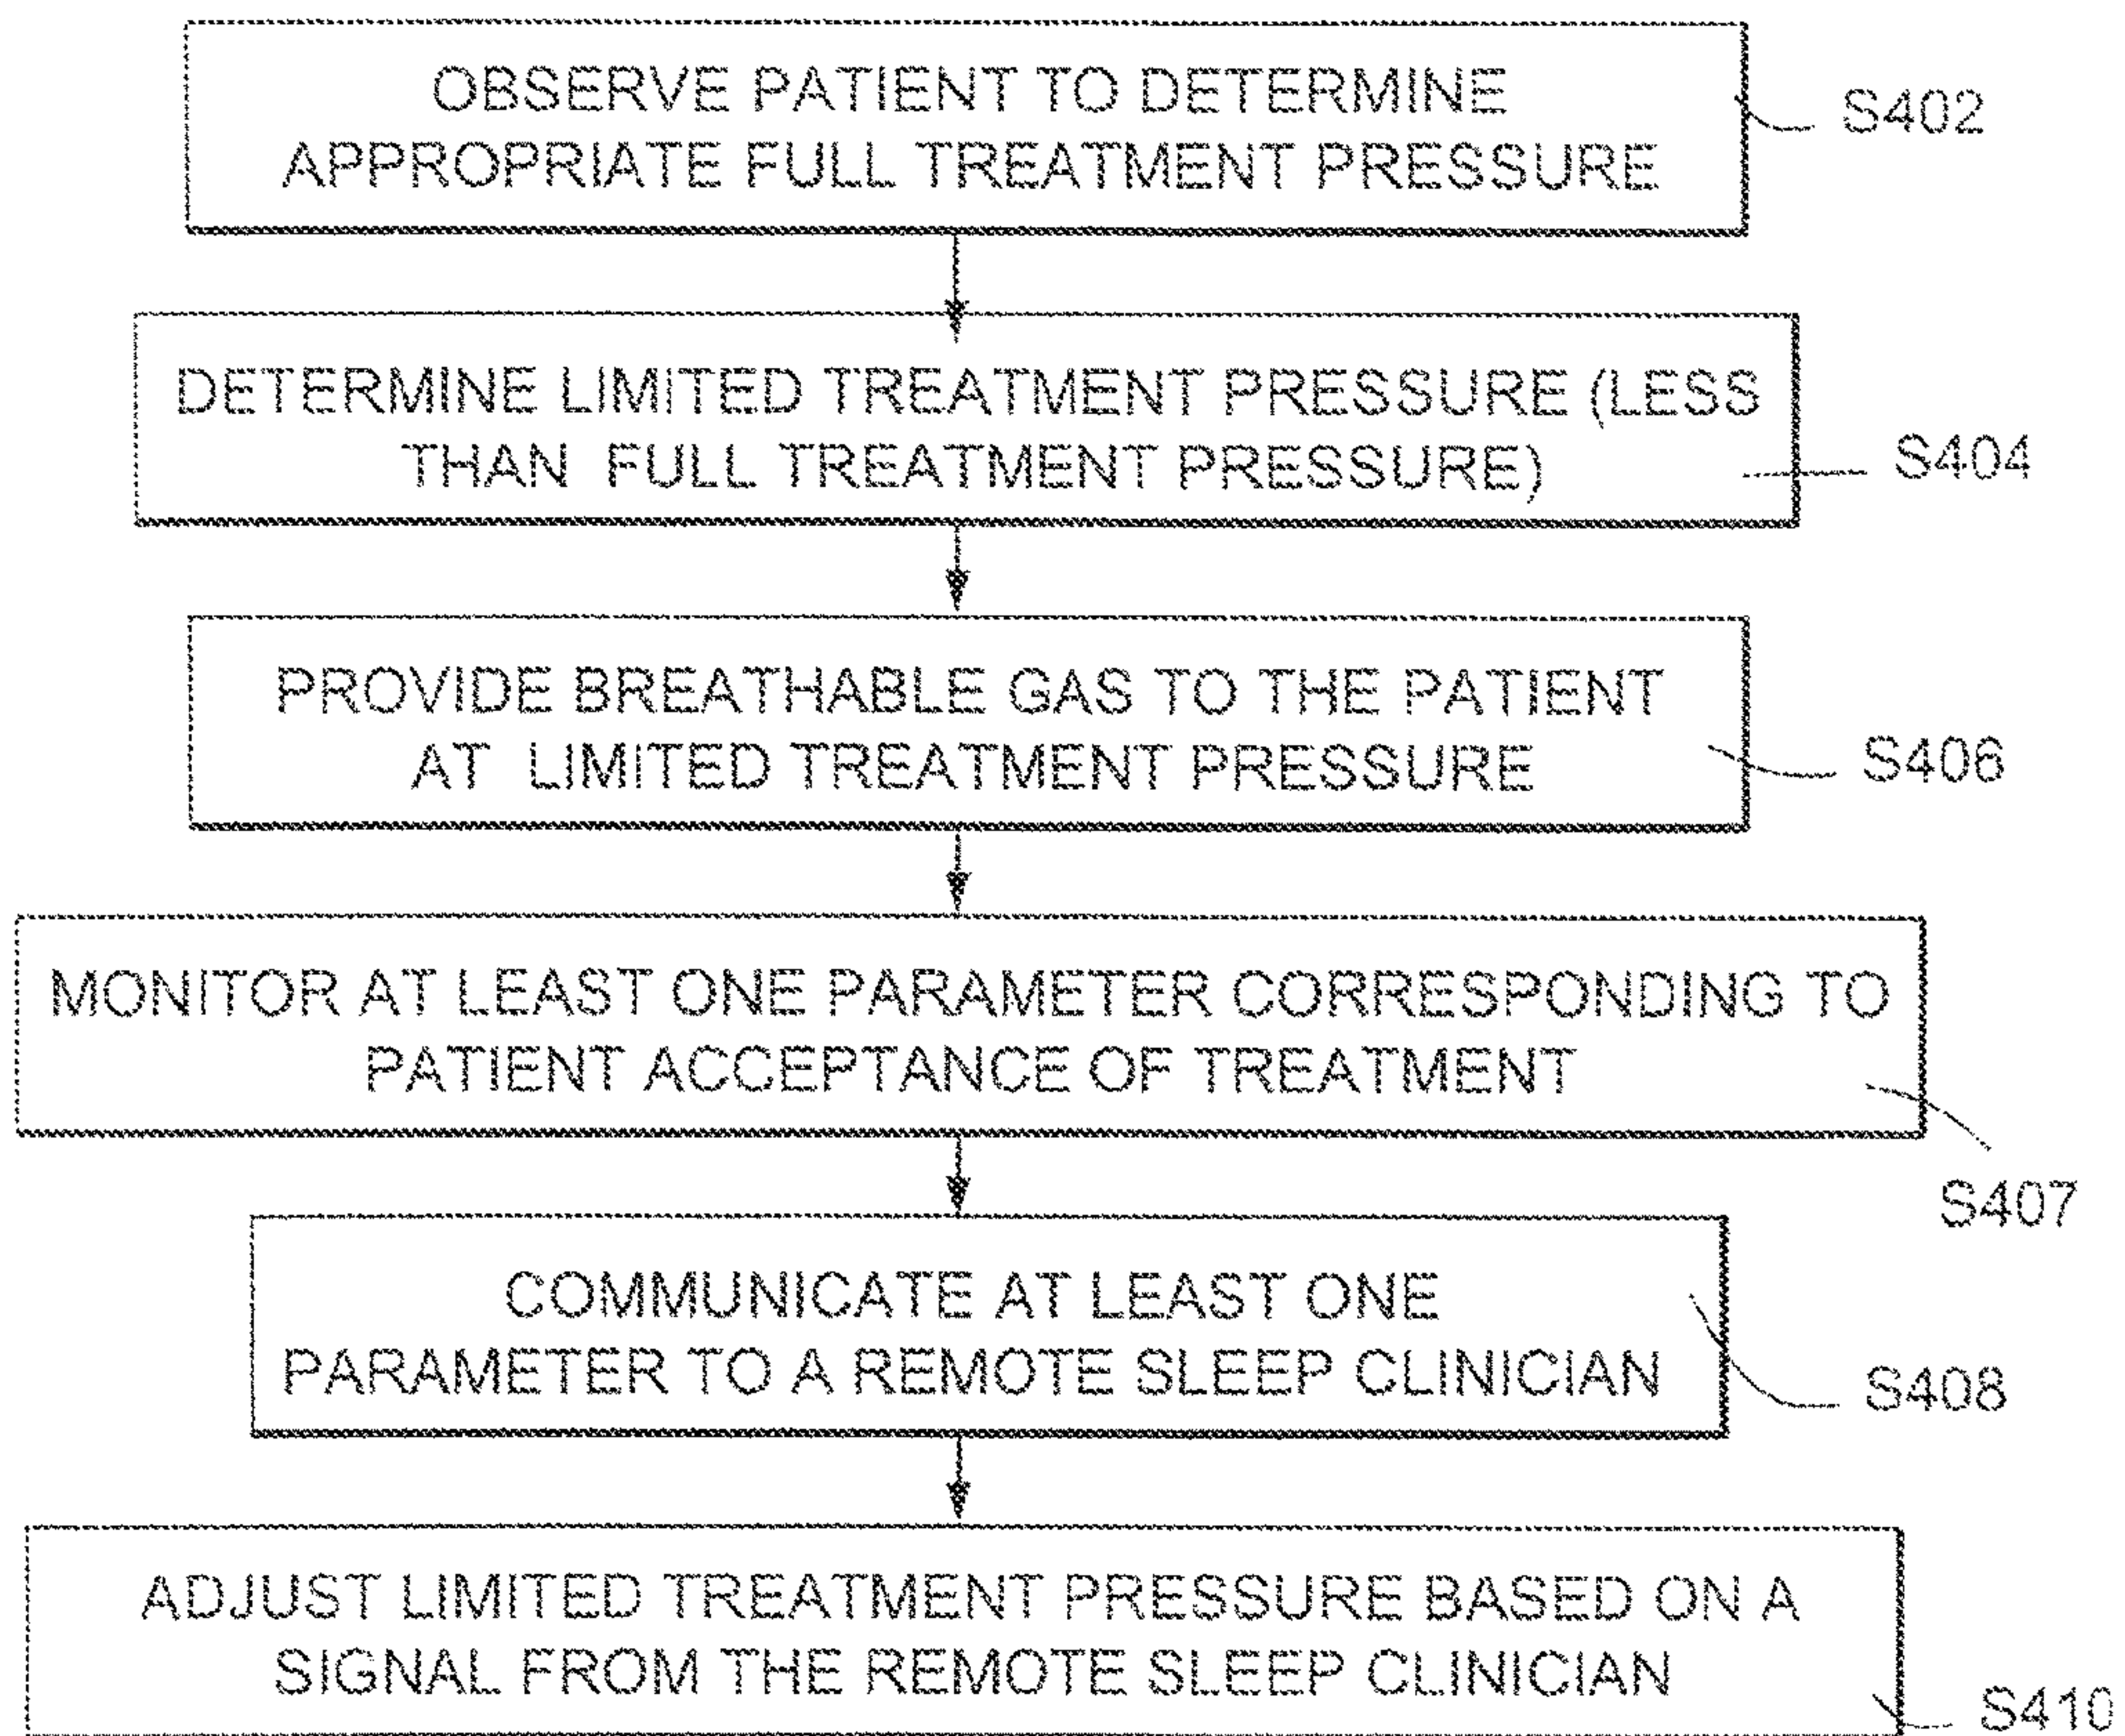 OBSERVE PATIENT TO DETERMINE
APPROPRIATE FULL TREATMENT PRESSURE
S402
DETERMINE LIMITED TREATMENT PRESSURE (LESS
THAN FULL TREATMENT PRESSURE)
S404
PROVIDE BREATHABLE GAS TO THE PATIENT
AT LIMITED TREATMENT PRESSURE
S406
MONITOR AT LEAST ONE PARAMETER CORRESPONDING TO
PATIENT ACCEPTANCE OF TREATMENT
S407
COMMUNICATE AT LEAST ONE
PARAMETER TO A REMOTE SLEEP CLINICIAN
S408
ADJUST LIMITED TREATMENT PRESSURE BASED ON A
SIGNAL FROM THE REMOTE SLEEP CLINICIAN
S410